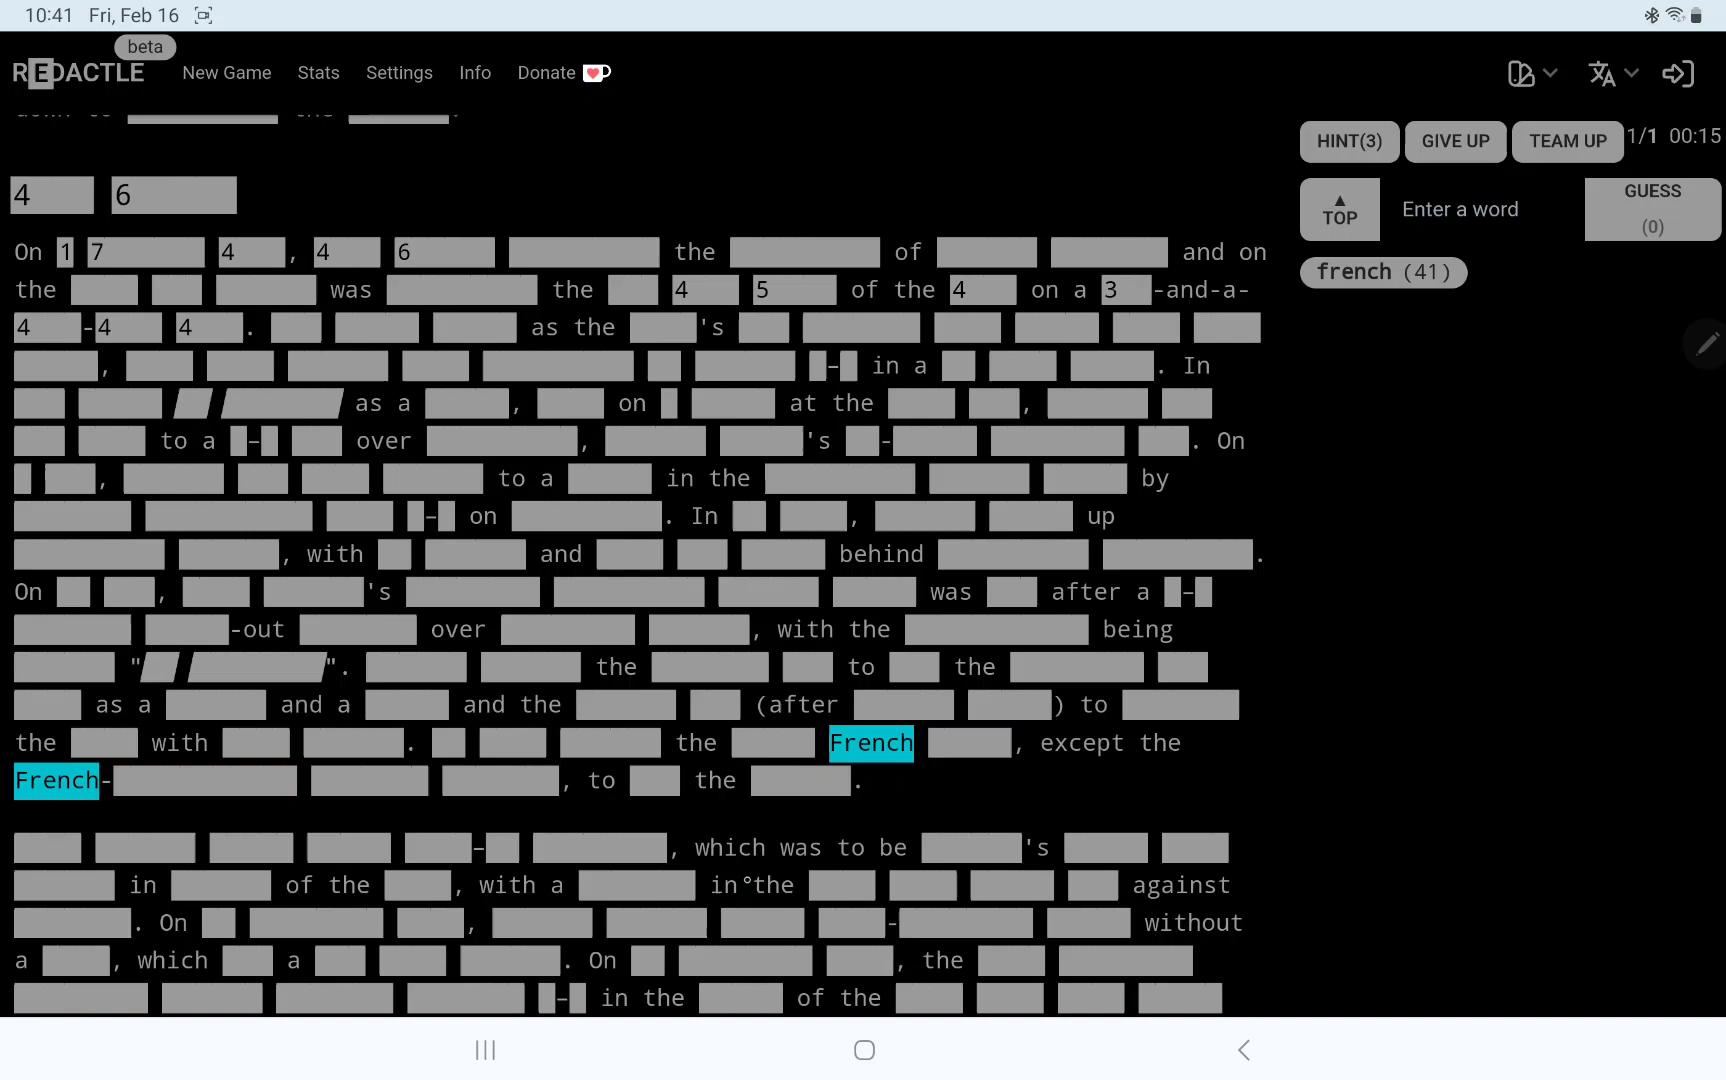 10:41 Fri, Feb 16
beta
REDACTLE New Game Stats Settings Info Donate
HINT(3) GIVE UP TEAM UP 1/1 00:15
▲ TOP Enter a word GUESS (0)
french (41)
4 6
On 1 7 4 , 4 6 the of and on
the was the 4 5 of the 4 on a 3 -and-a-
4 -4 4 . as the 's
, – in a . In
as a , on at the ,
to a – over , 's - . On
, to a in the by
– on . In , up
, with and behind .
On , 's was after a –
-out over , with the being
" ". the to the
as a and a and the (after ) to
the with . the French , except the
French- , to the .
– , which was to be 's
in of the , with a in the against
. On , - without
a , which a . On , the
– in the of the